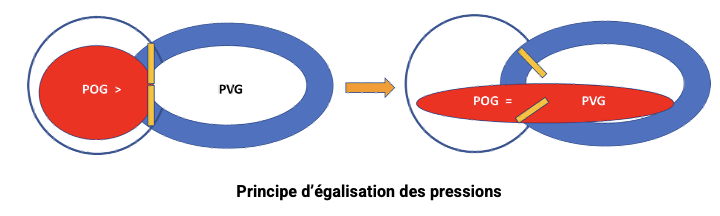 POG >
PVG
POG =
PVG
Principe d’égalisation des pressions